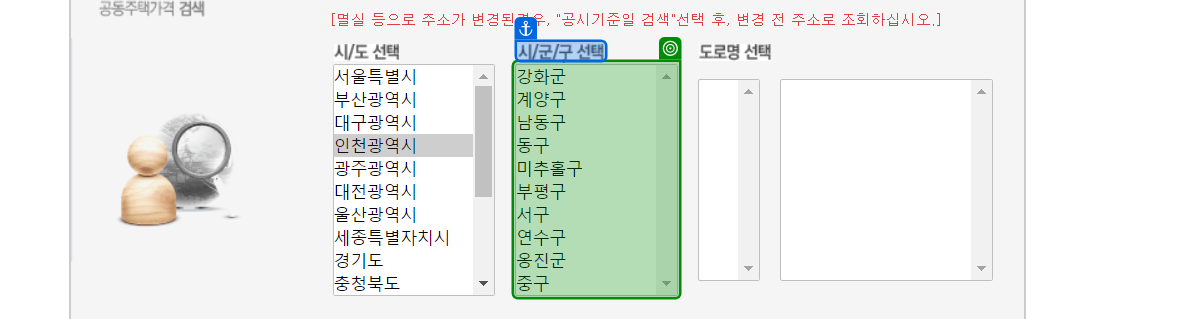 공동주택가격 검색
[멸실 등으로 주소가 변경된경우, "공시기준일 검색"선택 후, 변경 전 주소로 조회하십시오.]
시/도 선택
서울특별시
부산광역시
대구광역시
인천광역시
광주광역시
대전광역시
울산광역시
세종특별자치시
경기도
충청북도
시/군/구 선택
강화군
계양구
남동구
동구
미추홀구
부평구
서구
연수구
옹진군
중구
도로명 선택